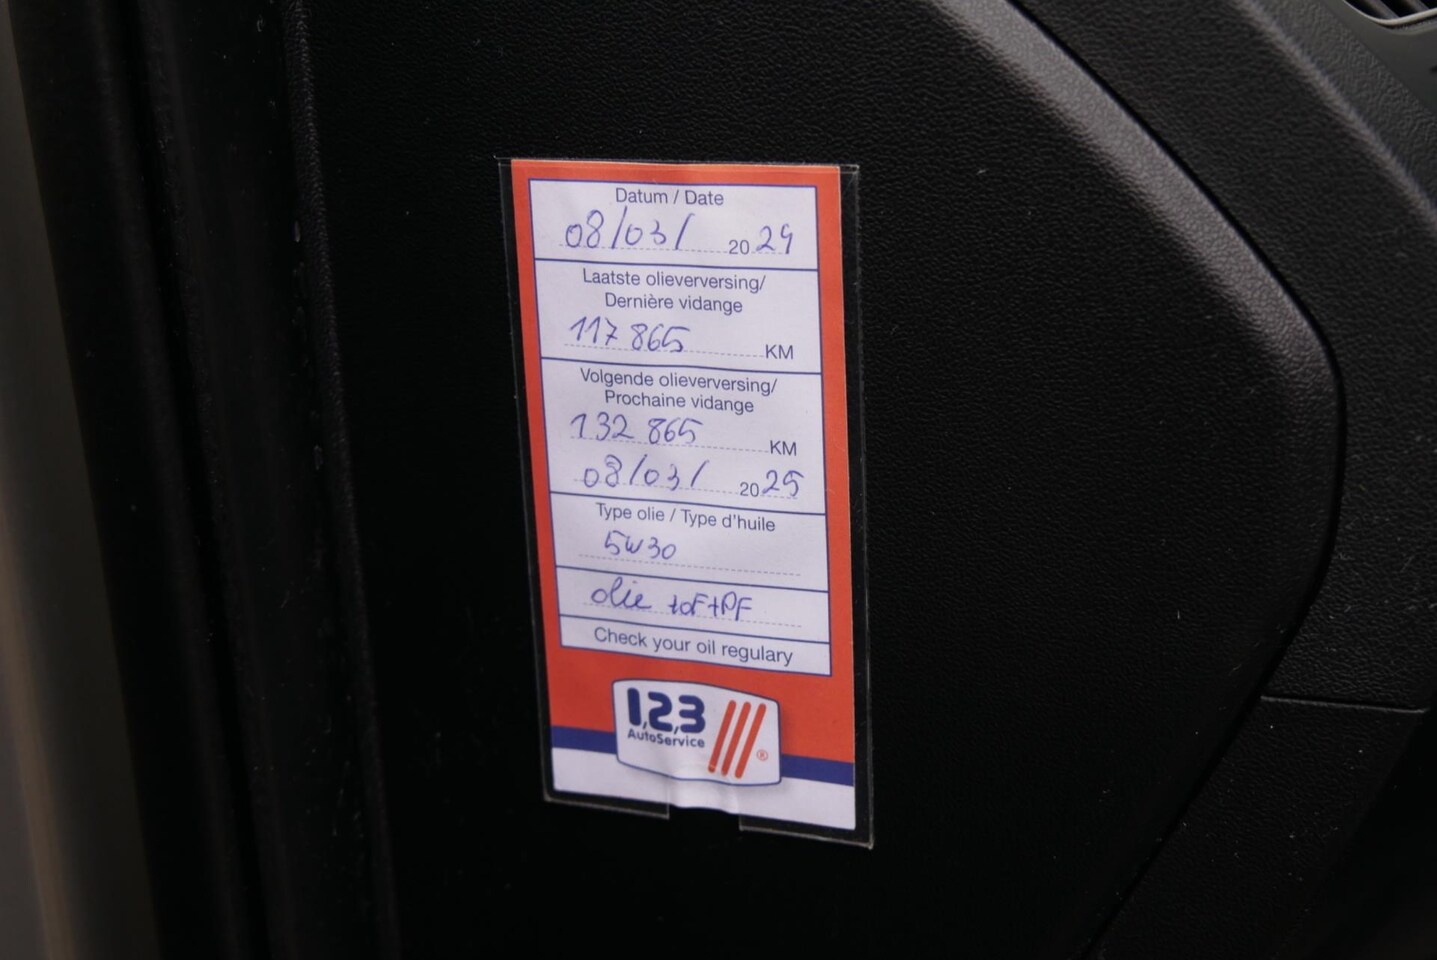 Datum / Date
08/03/ 2024
Laatste olieverversing/
Dernière vidange
117 865 KM
Volgende olieverversing/
Prochaine vidange
132 865 KM
08/03/ 2025
Type olie / Type d'huile
5W30
olie +oF+PF
Check your oil regulary
1,2,3
AutoService
®